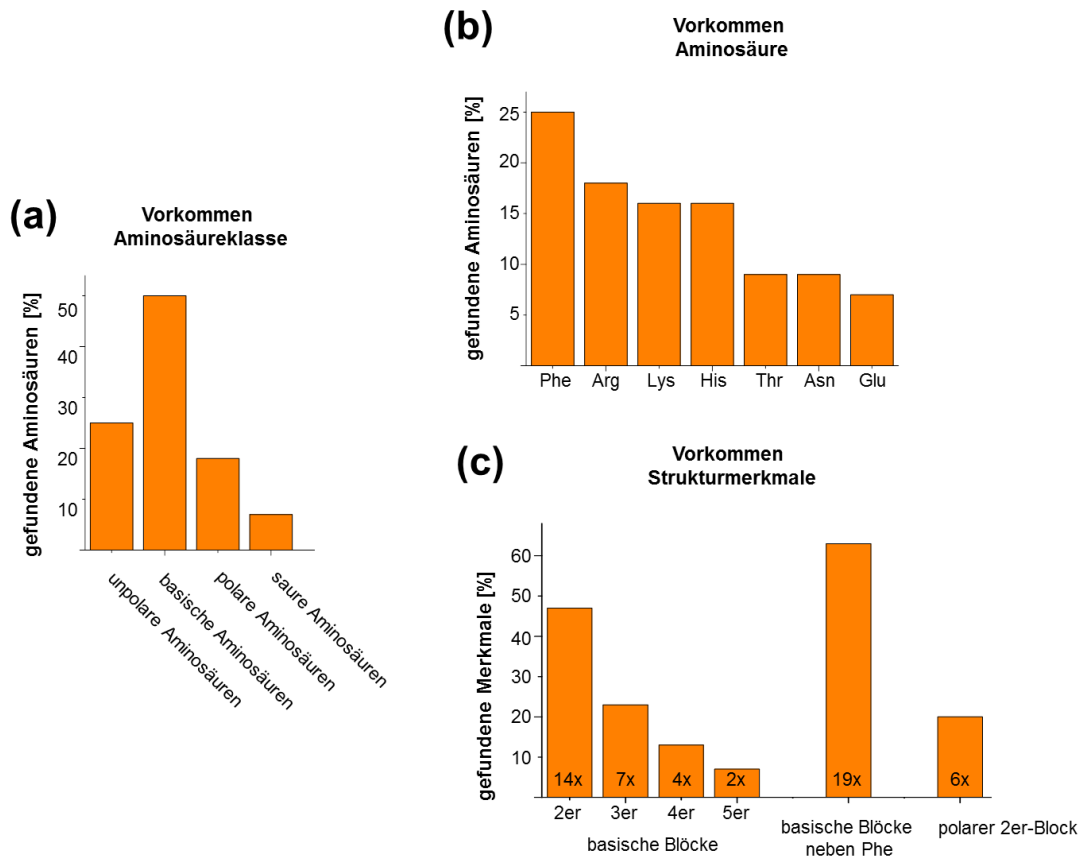 (a)
Vorkommen
Aminosäureklasse
gefundene Aminosäuren [%]
50
40
30
20
10
unpolare Aminosäuren
basische Aminosäuren
polare Aminosäuren
saure Aminosäuren
(b)
Vorkommen
Aminosäure
gefundene Aminosäuren [%]
25
20
15
10
5
Phe Arg Lys His Thr Asn Glu
(c)
Vorkommen
Strukturmerkmale
gefundene Merkmale [%]
60
50
40
30
20
10
14x 7x 4x 2x 19x 6x
2er 3er 4er 5er
basische Blöcke
basische Blöcke
neben Phe
polarer 2er-Block